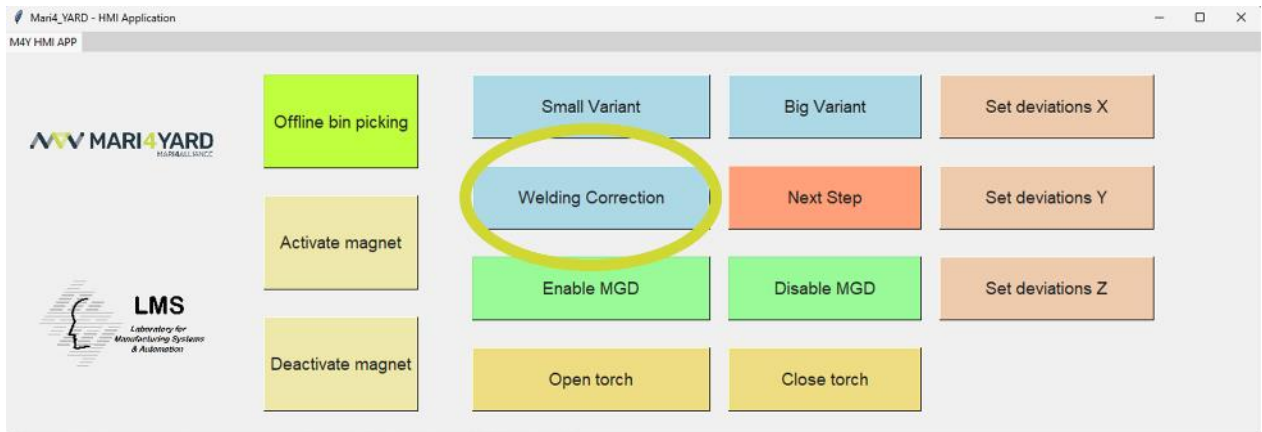 Mari4_YARD - HMI Application
M4Y HMI APP
MARI4YARD
MARI4ALLIANCE
LMS
Laboratory for
Manufacturing Systems
& Automation
Offline bin picking
Activate magnet
Deactivate magnet
Small Variant
Big Variant
Set deviations X
Welding Correction
Next Step
Set deviations Y
Enable MGD
Disable MGD
Set deviations Z
Open torch
Close torch